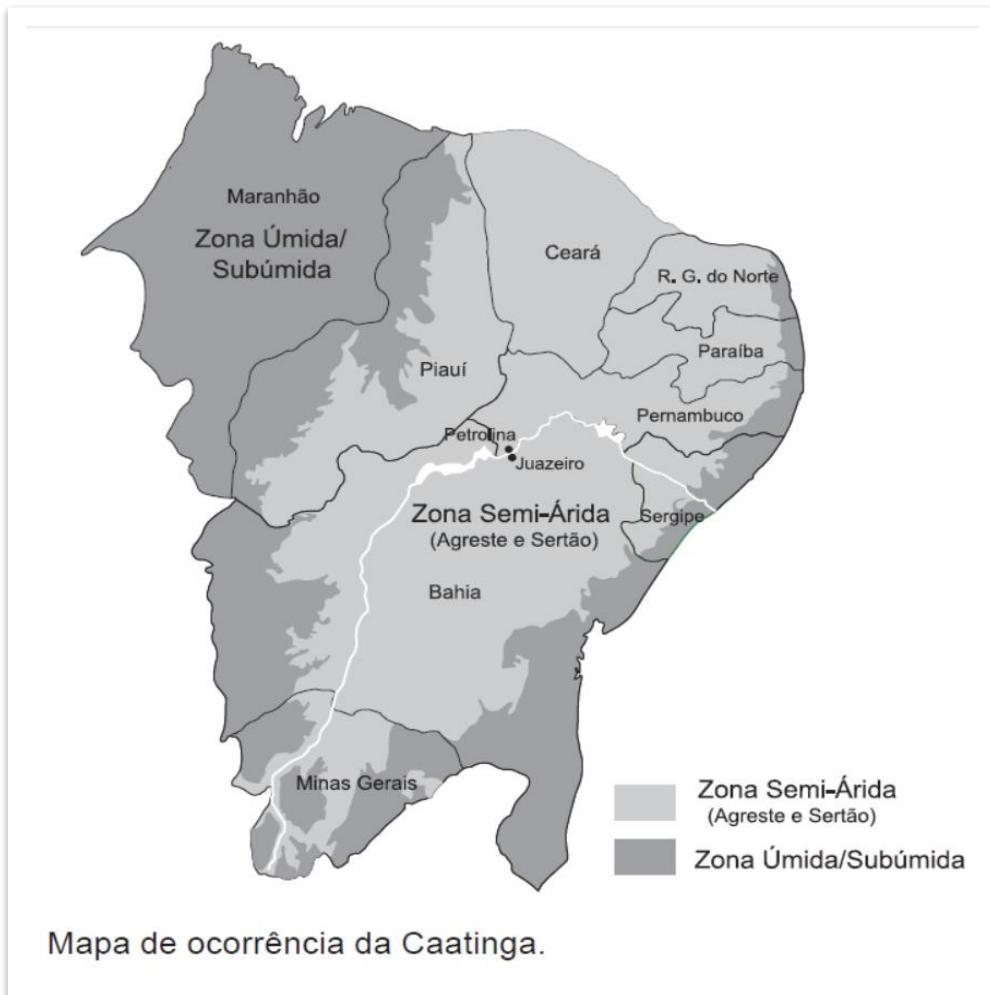 Maranhão
Zona Úmida/
Subúmida
Ceará
R. G. do Norte
Paraíba
Piauí
Pernambuco
Petrolina
Juazeiro
Zona Semi-Árida
(Agreste e Sertão)
Sergipe
Bahia
Minas Gerais
Zona Semi-Árida
(Agreste e Sertão)
Zona Úmida/Subúmida
Mapa de ocorrência da Caatinga.